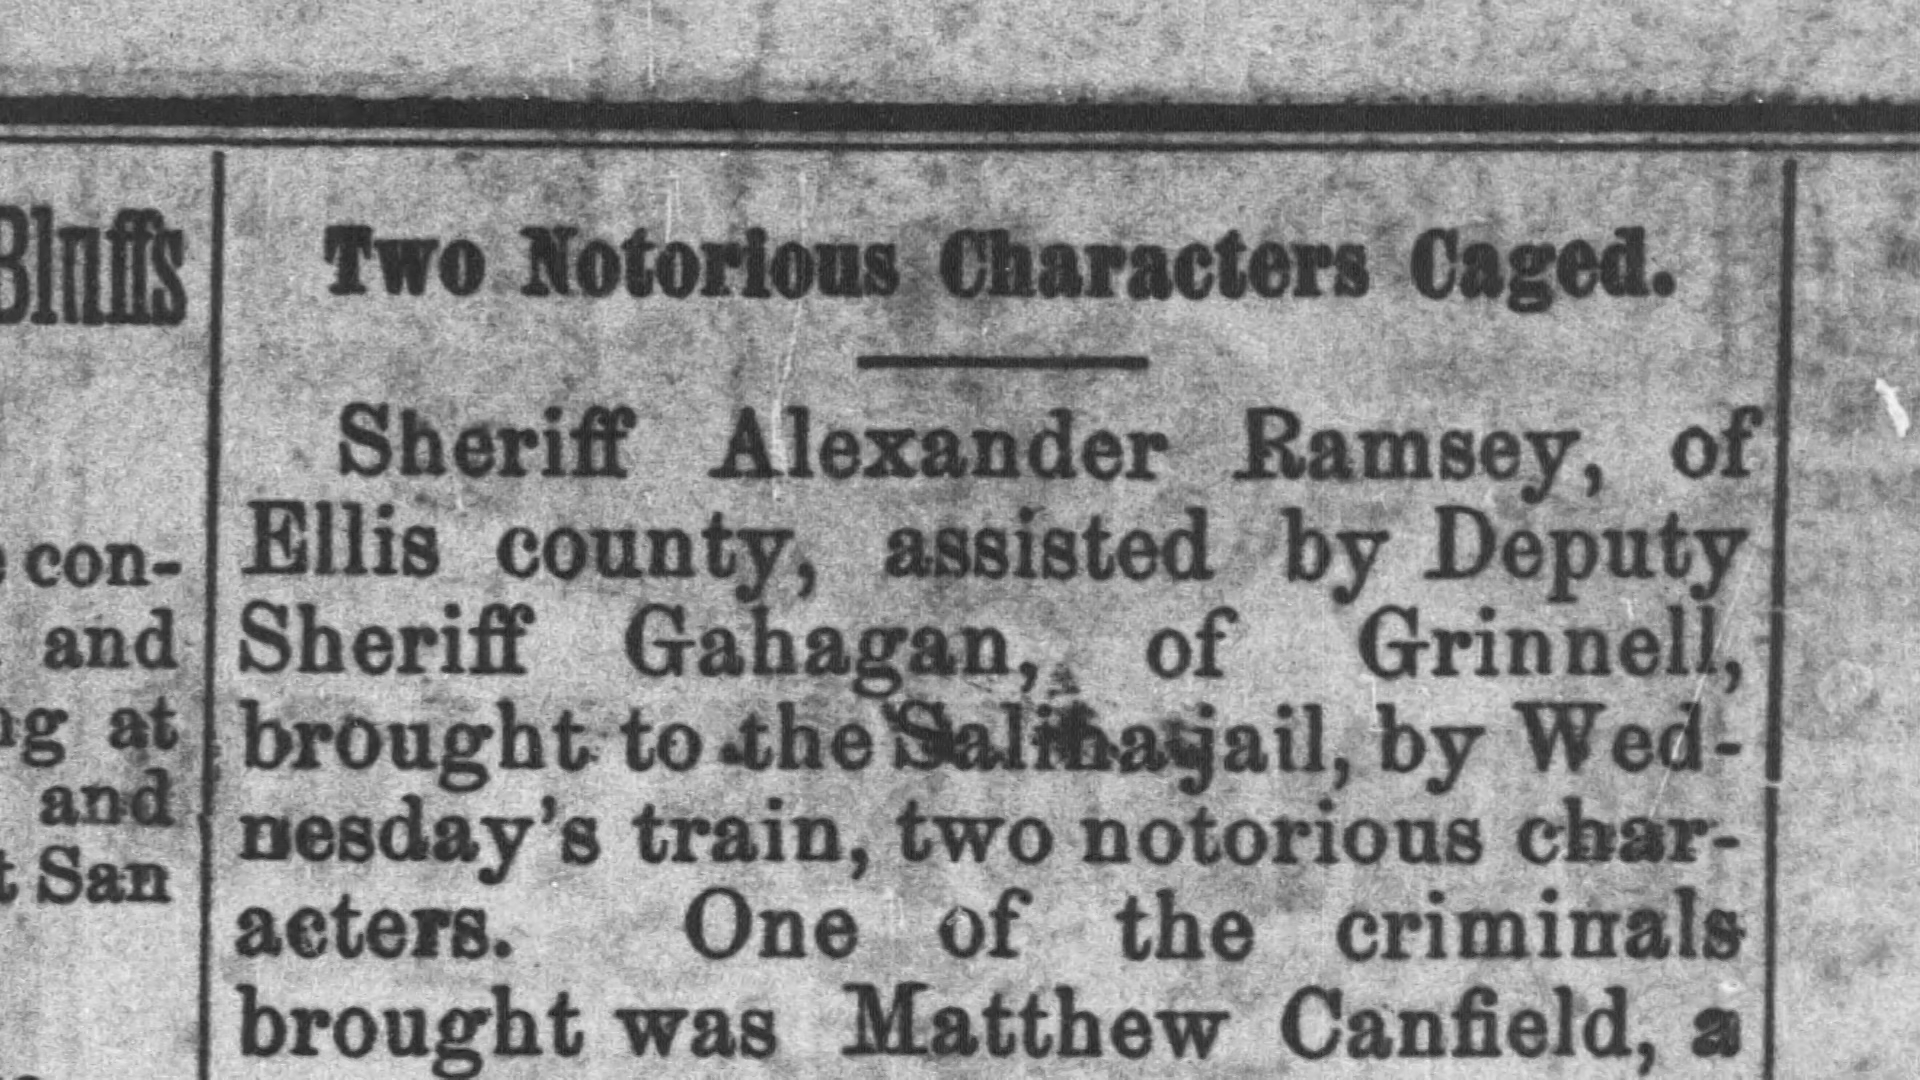 Bluffs
con-
and
at
and
San
Two Notorious Characters Caged.
Sheriff Alexander Ramsey, of
Ellis county, assisted by Deputy
Sheriff Gahagan, of Grinnell,
brought to the Salina jail, by Wed-
nesday's train, two notorious char-
acters. One of the criminals
brought was Matthew Canfield, a